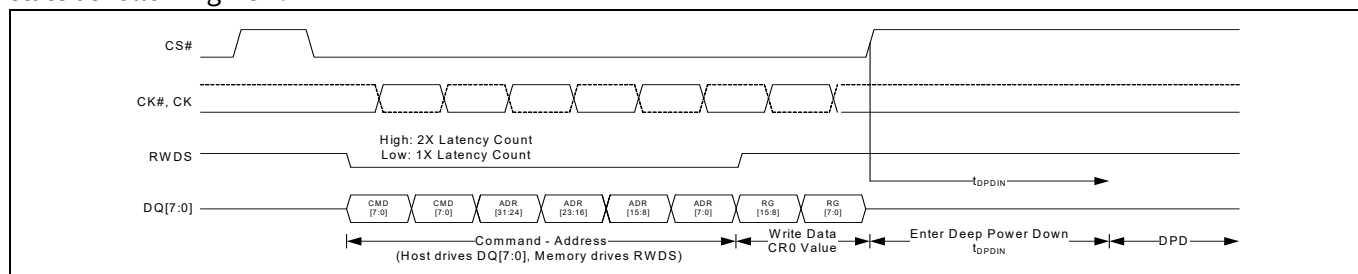 CS#
CK#, CK
High: 2X Latency Count
Low: 1X Latency Count
RWDS
tDPDIN
DQ[7:0]
CMD [7:0]
CMD [7:0]
ADR [31:24]
ADR [23:16]
ADR [15:8]
ADR [7:0]
RG [15:8]
RG [7:0]
Command - Address
(Host drives DQ[7:0], Memory drives RWDS)
Write Data
CR0 Value
Enter Deep Power Down
tDPDIN
DPD